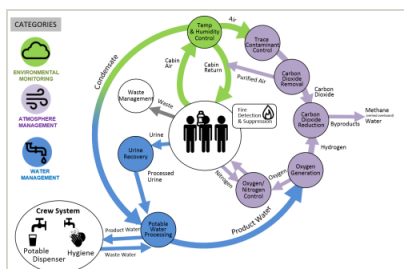 CATEGORIES
ENVIRONMENTAL
MONITORING
ATMOSPHERE
MANAGEMENT
WATER
MANAGEMENT
Condensate
Temp
& Humidity
Control
Air
Trace
Contaminant
Control
Cabin
Air
Cabin
Return
Purified Air
Carbon
Dioxide
Removal
Carbon
Dioxide
Waste
Management
Waste
Fire
Detection
& Suppression
Carbon
Dioxide
Reduction
Methane
Byproducts
Water
Hydrogen
Urine
Urine
Recovery
Processed
Urine
Nitrogen
Oxygen
Oxygen/
Nitrogen
Control
Oxygen
Generation
Product Water
Crew System
Potable
Dispenser
Hygiene
Product Water
Waste Water
Potable
Water
Processing